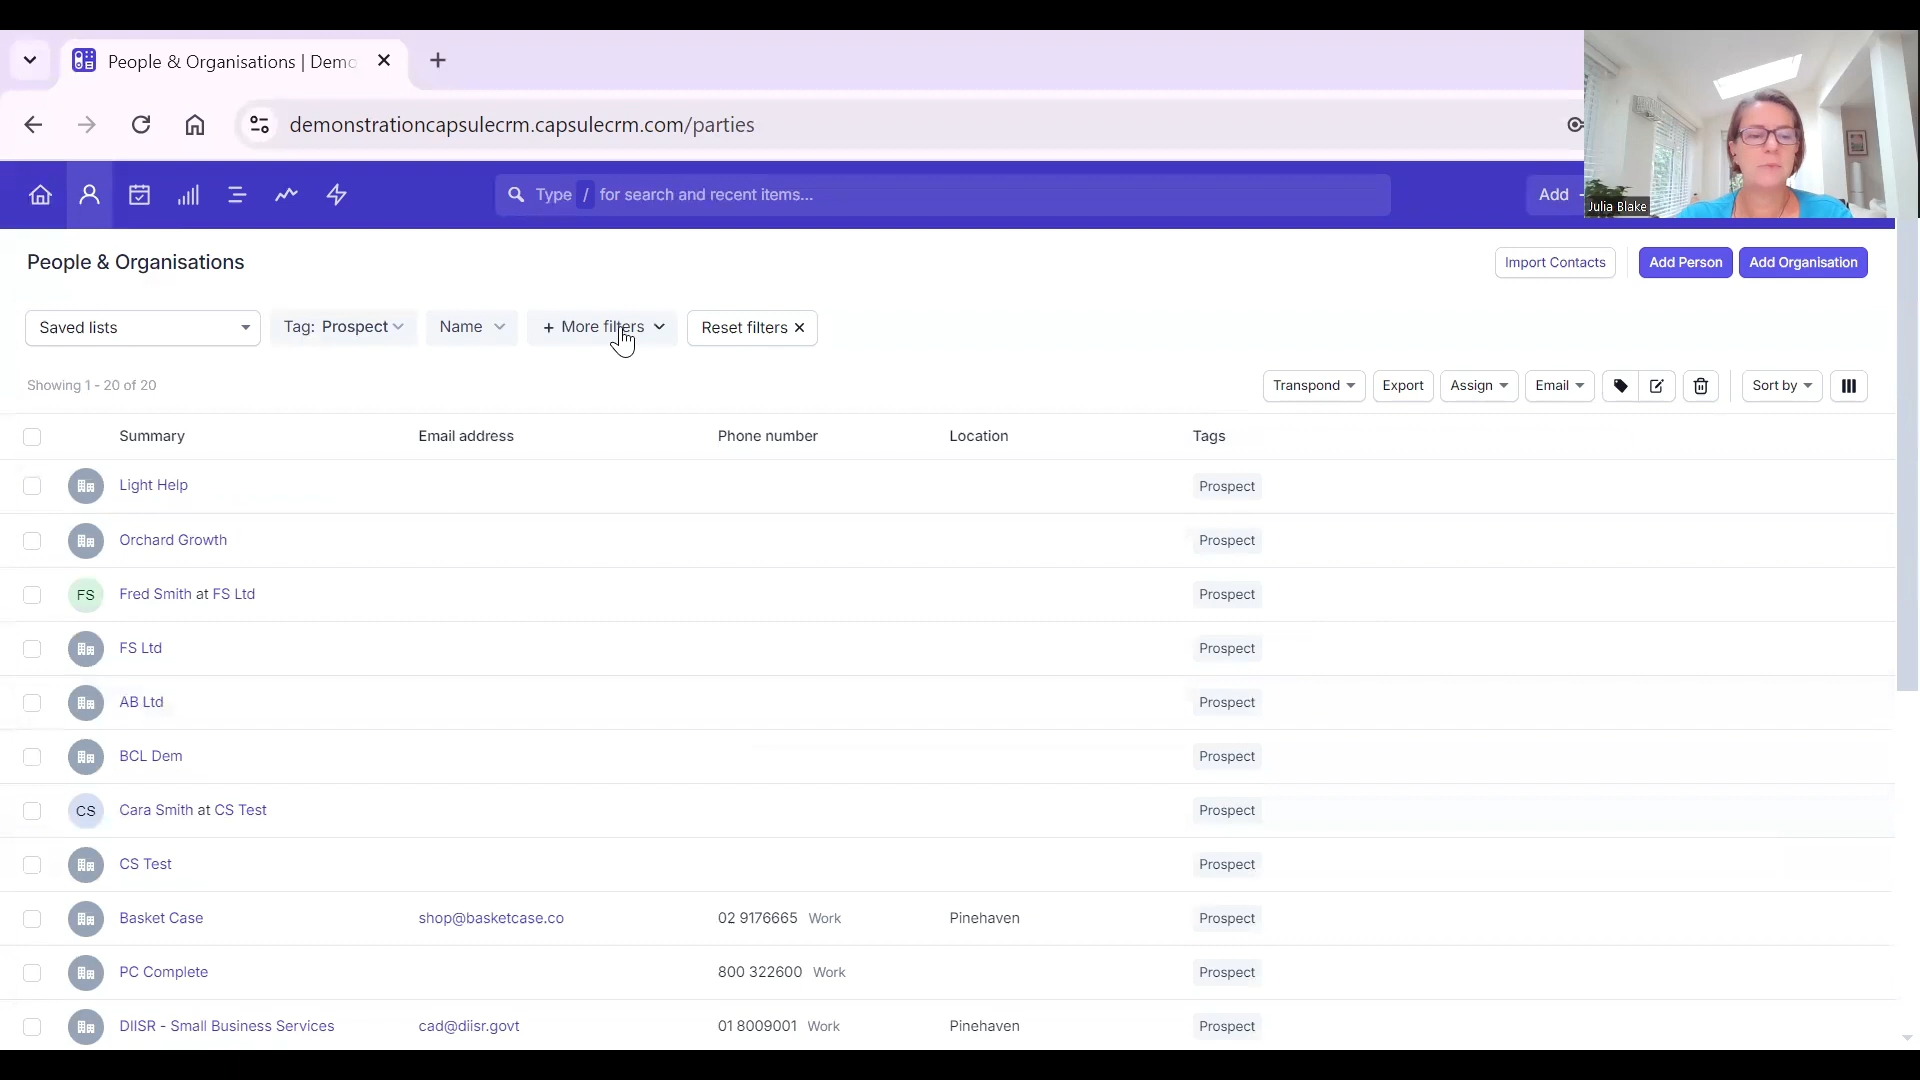 People & Organisations | Demo
demonstrationcapsulecrm.capsulecrm.com/parties
Type / for search and recent items...
Add
Julia Blake
People & Organisations
Import Contacts
Add Person
Add Organisation
Saved lists
Tag: Prospect
Name
+ More filters
Reset filters ×
Showing 1 - 20 of 20
Transpond
Export
Assign
Email
Sort by
Summary Email address Phone number Location Tags
Light Help Prospect
Orchard Growth Prospect
FS Fred Smith at FS Ltd Prospect
FS Ltd Prospect
AB Ltd Prospect
BCL Dem Prospect
CS Cara Smith at CS Test Prospect
CS Test Prospect
Basket Case shop@basketcase.co 02 9176665 Work Pinehaven Prospect
PC Complete 800 322600 Work Prospect
DIISR - Small Business Services cad@diisr.govt 01 8009001 Work Pinehaven Prospect